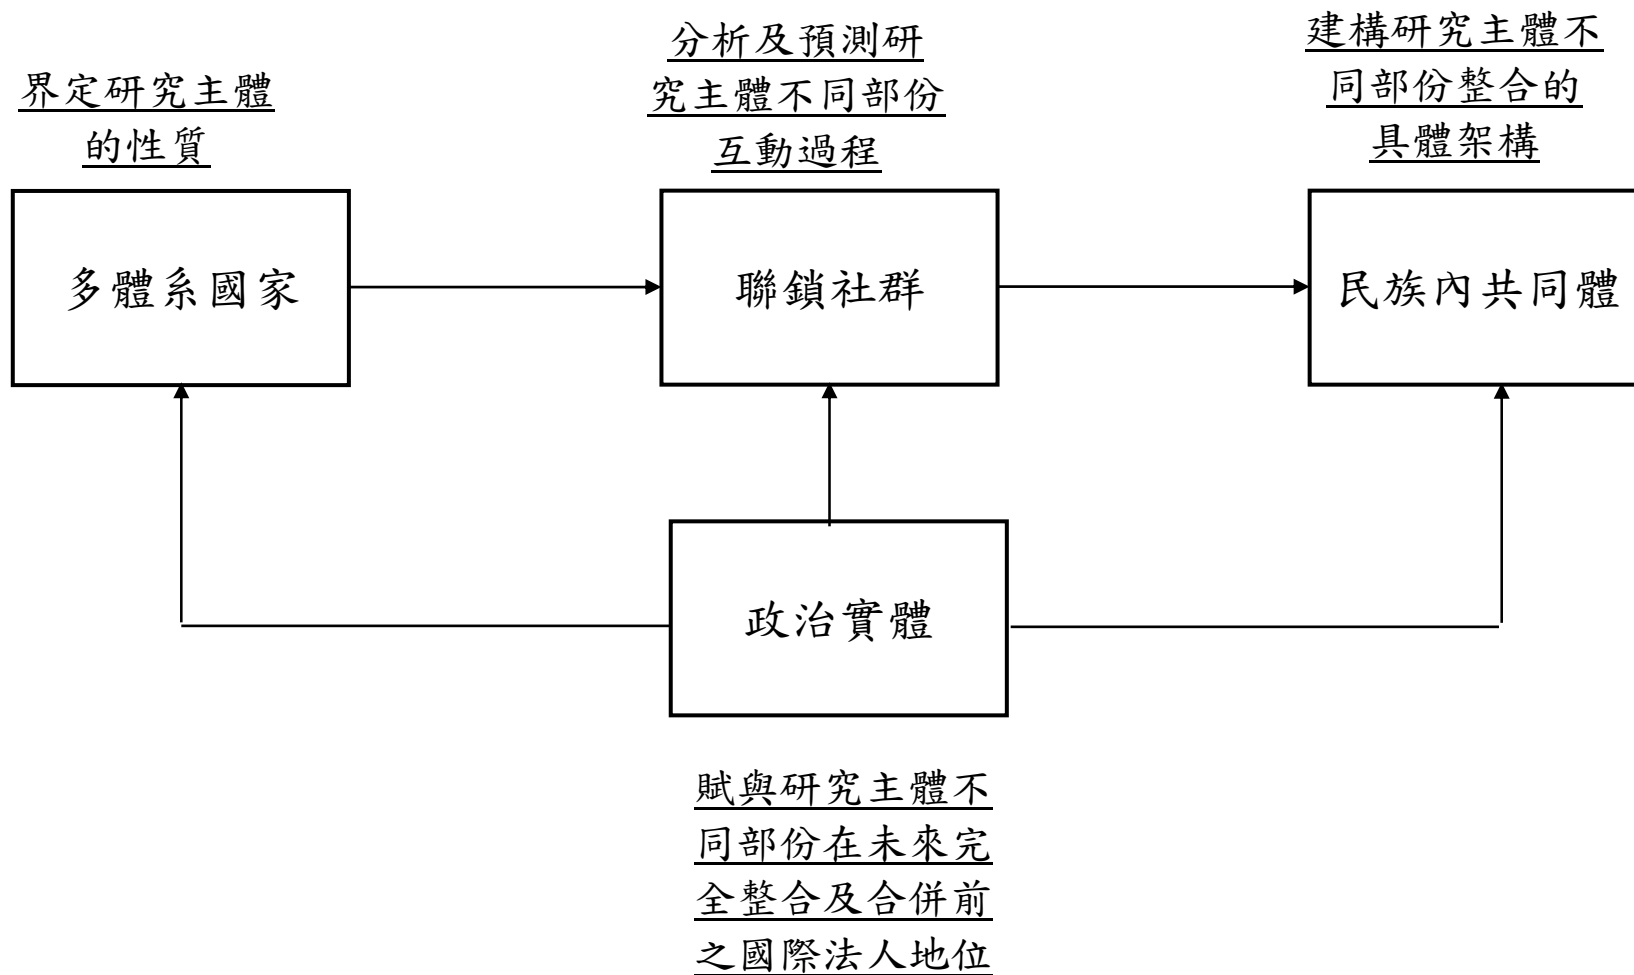 界定研究主體
的性質
分析及預測研
究主體不同部份
互動過程
建構研究主體不
同部份整合的
具體架構
多體系國家
聯鎖社群
民族內共同體
政治實體
賦與研究主體不
同部份在未來完
全整合及合併前
之國際法人地位